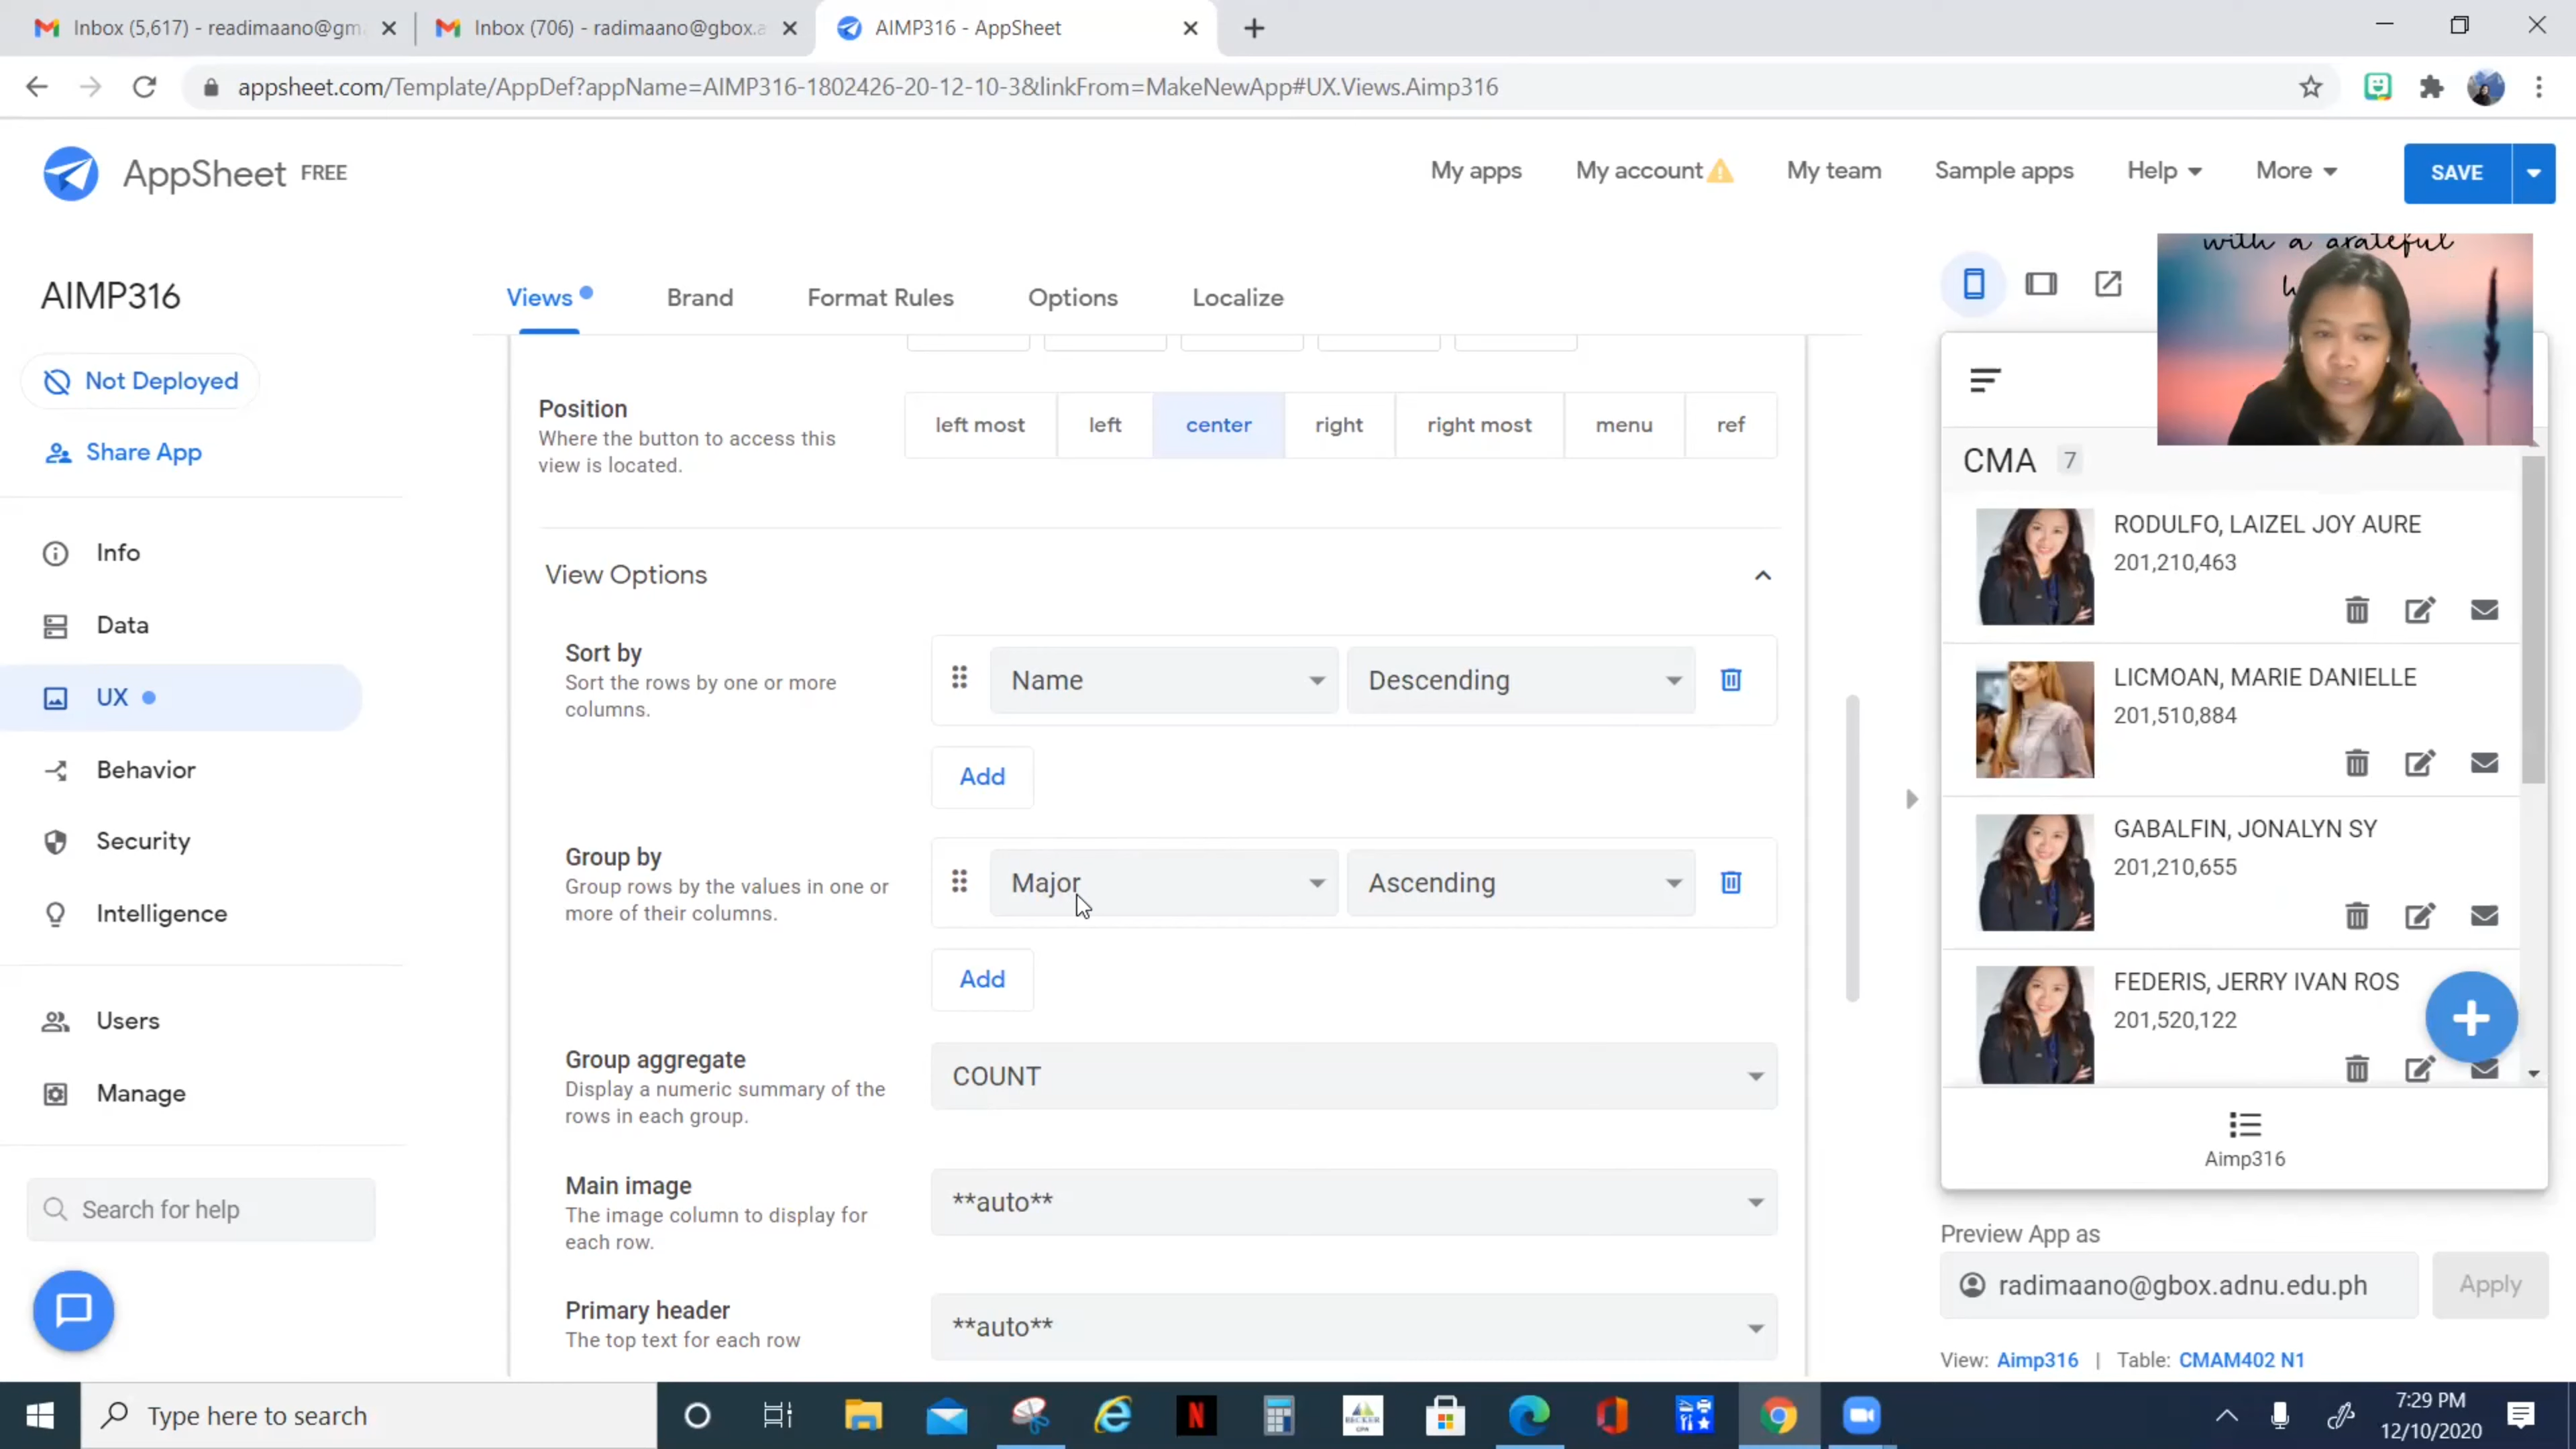 Inbox (5,617) - readimaano@gm
Inbox (706) - radimaano@gbox.a
AIMP316 - AppSheet
appsheet.com/Template/AppDef?appName=AIMP316-1802426-20-12-10-3&linkFrom=MakeNewApp#UX.Views.Aimp316
AppSheet FREE
My apps
My account
My team
Sample apps
Help
More
SAVE
with a grateful
h
AIMP316
Not Deployed
Share App
Info
Data
UX
Behavior
Security
Intelligence
Users
Manage
Search for help
Views
Brand
Format Rules
Options
Localize
Position
Where the button to access this
view is located.
left most
left
center
right
right most
menu
ref
View Options
Sort by
Sort the rows by one or more
columns.
Name
Descending
Add
Group by
Group rows by the values in one or
more of their columns.
Major
Ascending
Add
Group aggregate
Display a numeric summary of the
rows in each group.
COUNT
Main image
The image column to display for
each row.
**auto**
Primary header
The top text for each row
**auto**
CMA 7
RODULFO, LAIZEL JOY AURE
201,210,463
LICMOAN, MARIE DANIELLE
201,510,884
GABALFIN, JONALYN SY
201,210,655
FEDERIS, JERRY IVAN ROS
201,520,122
Aimp316
Preview App as
radimaano@gbox.adnu.edu.ph
Apply
View: Aimp316 | Table: CMAM402 N1
Type here to search
N
BECKER
CPA
7:29 PM
12/10/2020